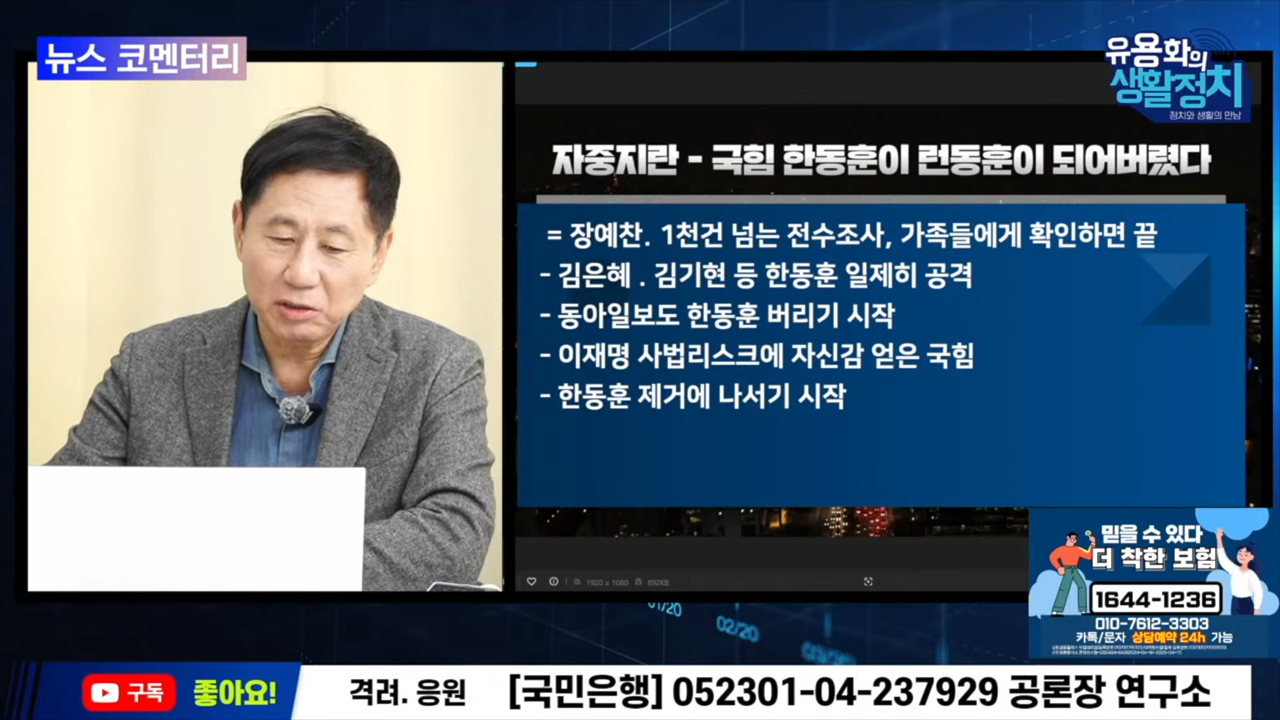 뉴스 코멘터리
유용화의
생활정치
정치와 생활의 만남
자중지란 - 국힘 한동훈이 런동훈이 되어버렸다
= 장예찬. 1천건 넘는 전수조사, 가족들에게 확인하면 끝
- 김은혜 . 김기현 등 한동훈 일제히 공격
- 동아일보도 한동훈 버리기 시작
- 이재명 사법리스크에 자신감 얻은 국힘
- 한동훈 제거에 나서기 시작
1920 x 1080 892KB
믿을 수 있다
더 착한 보험
1644-1236
010-7612-3303
카톡/문자 상담예약 24h 가능
01/20
02/20
구독 좋아요! 격려. 응원 [국민은행] 052301-04-237929 공론장 연구소